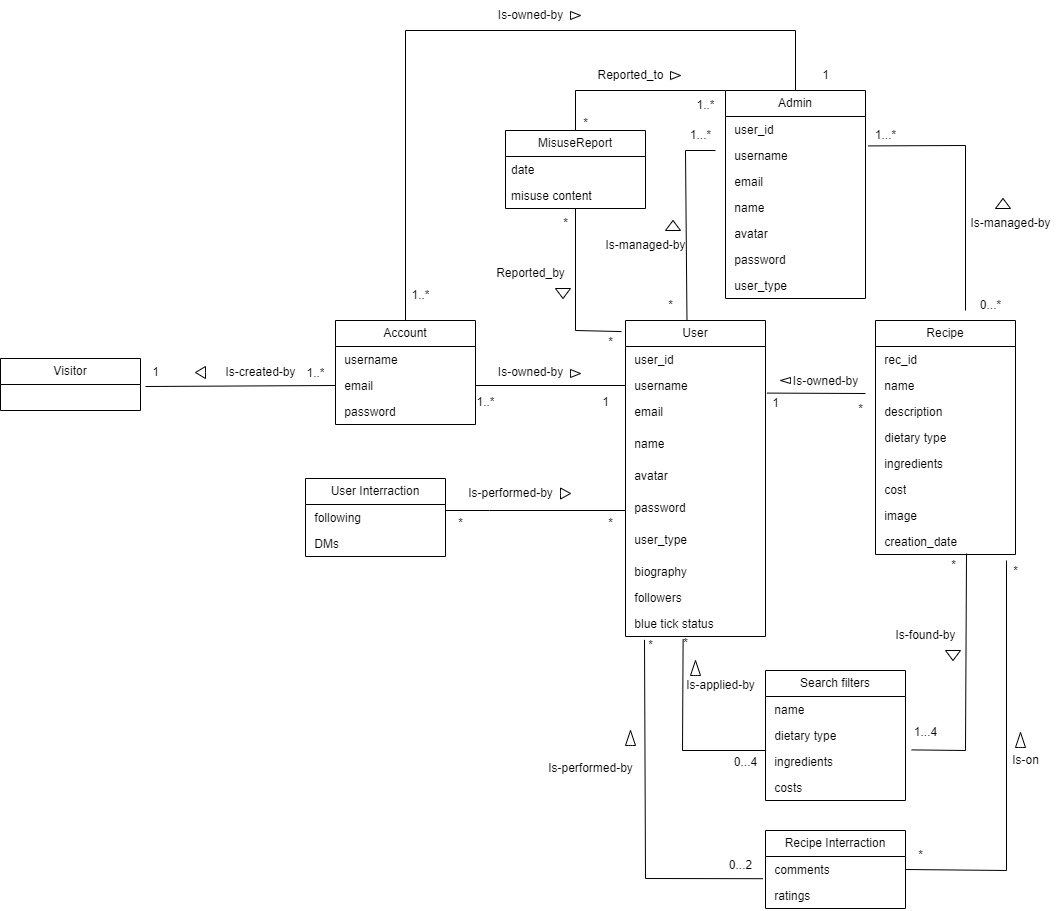 Is-owned-by
Reported_to
1
1..*
Admin
user_id
username
email
name
avatar
password
user_type
*
MisuseReport
date
misuse content
*
1...*
1...*
Is-managed-by
Is-managed-by
Reported_by
*
*
0...*
1..*
Account
username
email
password
Visitor
1
Is-created-by
1..*
Is-owned-by
1..*
1
User
user_id
username
email
name
avatar
password
user_type
biography
followers
blue tick status
Is-owned-by
1
*
Recipe
rec_id
name
description
dietary type
ingredients
cost
image
creation_date
User Interraction
following
DMs
Is-performed-by
*
*
*
*
*
*
Is-found-by
Is-applied-by
Search filters
name
dietary type
ingredients
costs
0...4
1...4
Is-performed-by
Is-on
Recipe Interraction
comments
ratings
0...2
*